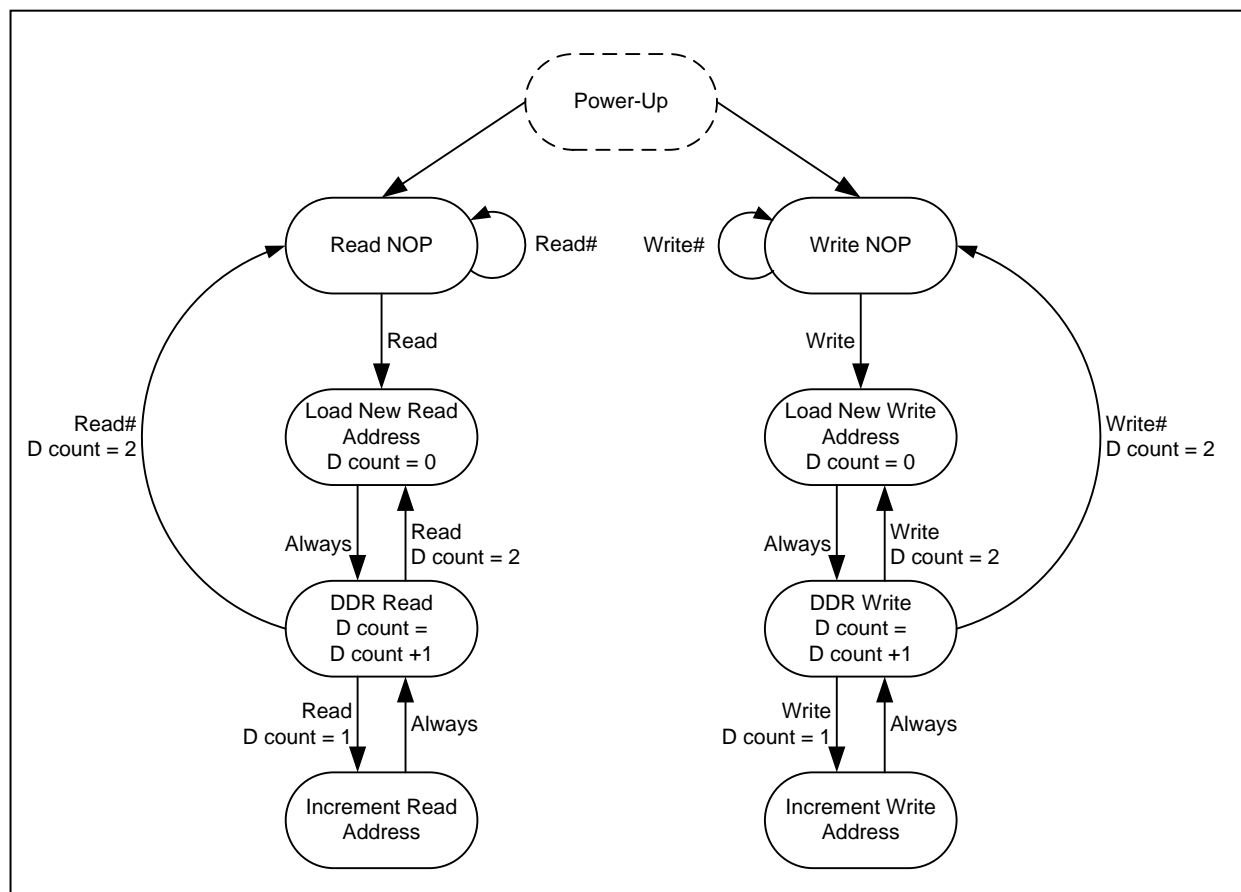 Power-Up
Read NOP
Read#
Write#
Write NOP
Read
Write
Load New Read
Address
D count = 0
Load New Write
Address
D count = 0
Read#
D count = 2
Write#
D count = 2
Always
Read
D count = 2
Always
Write
D count = 2
DDR Read
D count =
D count +1
DDR Write
D count =
D count +1
Read
D count = 1
Always
Write
D count = 1
Always
Increment Read
Address
Increment Write
Address